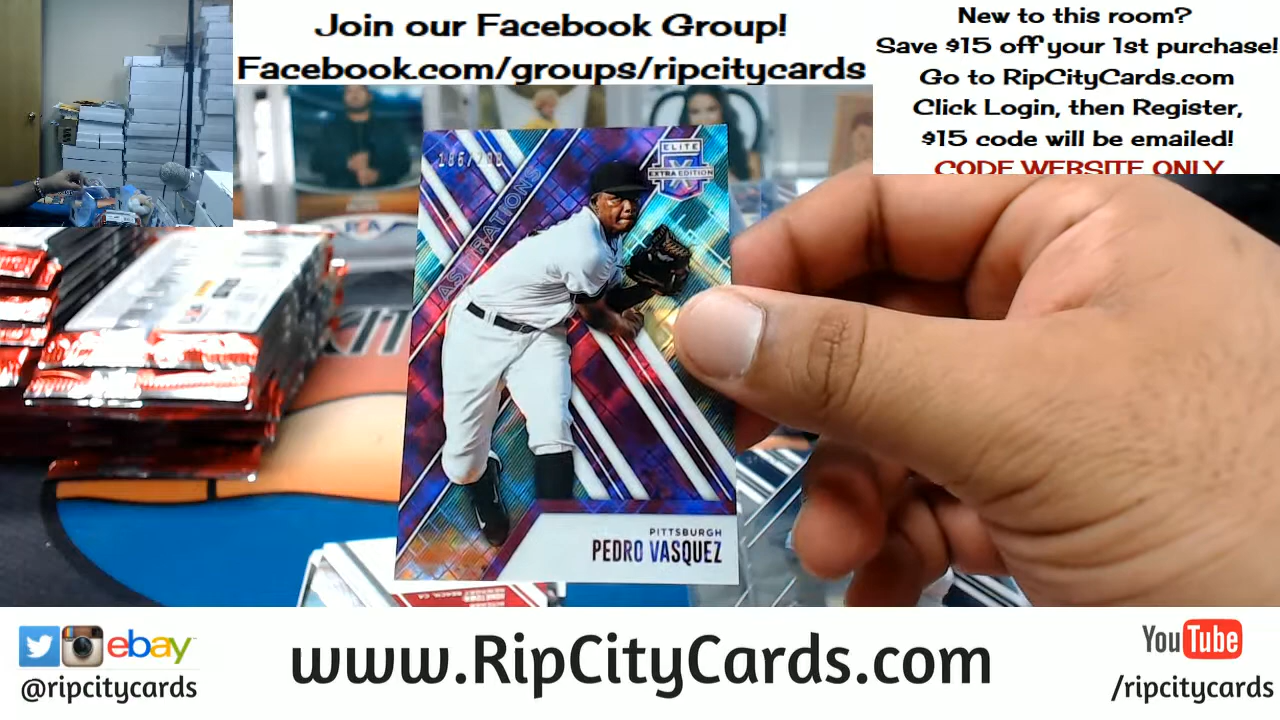 Join our Facebook Group!
Facebook.com/groups/ripcitycards
New to this room?
Save $15 off your 1st purchase!
Go to RipCityCards.com
Click Login, then Register,
$15 code will be emailed!
CODE WEBSITE ONLY
ELITE
EXTRA EDITION
ASPIRATIONS
PITTSBURGH
PEDRO VASQUEZ
ebay
@ripcitycards
www.RipCityCards.com
YouTube
/ripcitycards